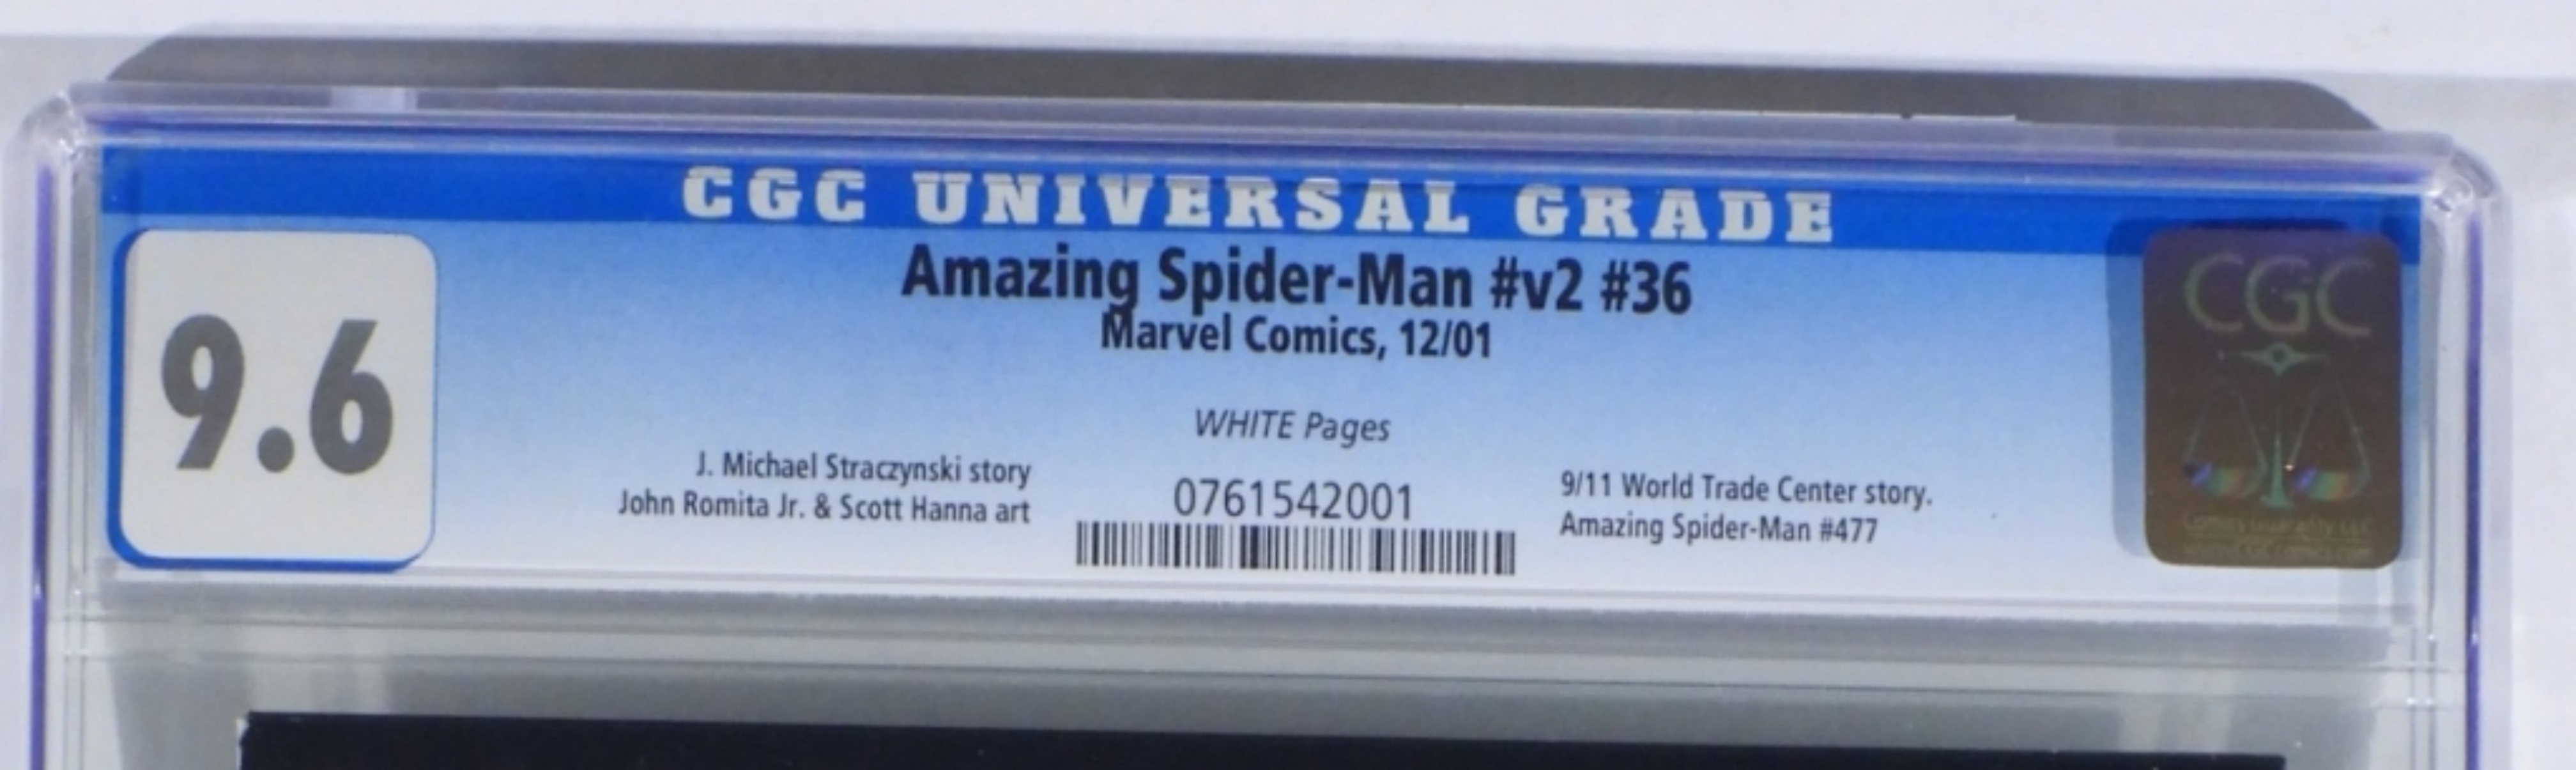 CGC UNIVERSAL GRADE
9.6
Amazing Spider-Man #v2 #36
Marvel Comics, 12/01
WHITE Pages
J. Michael Straczynski story
John Romita Jr. & Scott Hanna art
0761542001
9/11 World Trade Center story.
Amazing Spider-Man #477
CGC